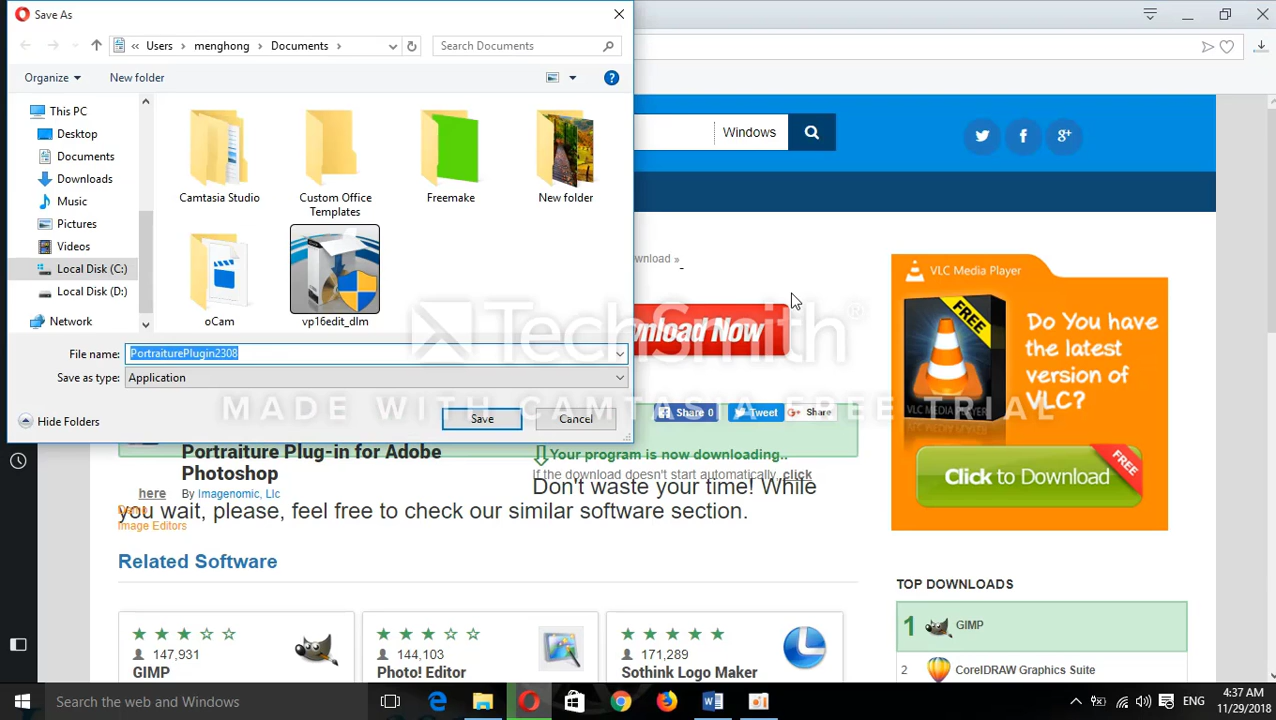 Save As
Users
menghong
Documents
Search Documents
Organize
New folder
This PC
Desktop
Documents
Downloads
Music
Pictures
Videos
Local Disk (C:)
Local Disk (D:)
Network
Camtasia Studio
Custom Office
Templates
Freemake
New folder
oCam
vp16edit_dlm
File name:
PortraiturePlugin2308
Save as type:
Application
Hide Folders
Save
Cancel
Windows
wnload »
wnload Now
TechSmith®
MADE WITH CAMTASIA FREE TRIAL
Share 0
Tweet
Share
Portraiture Plug-in for Adobe
Photoshop
By Imagenomic, Llc
Your program is now downloading..
If the download doesn't start automatically, click
here
Don't waste your time! While
you wait, please, feel free to check our similar software section.
Image Editors
Related Software
147,931
GIMP
144,103
Photo! Editor
171,289
Sothink Logo Maker
VLC Media Player
FREE
Do You have
the latest
version of
VLC?
VLC MEDIA PLAYER
Click to Download
FREE
TOP DOWNLOADS
1
GIMP
2
CorelDRAW Graphics Suite
Search the web and Windows
ENG
4:37 AM
11/29/2018